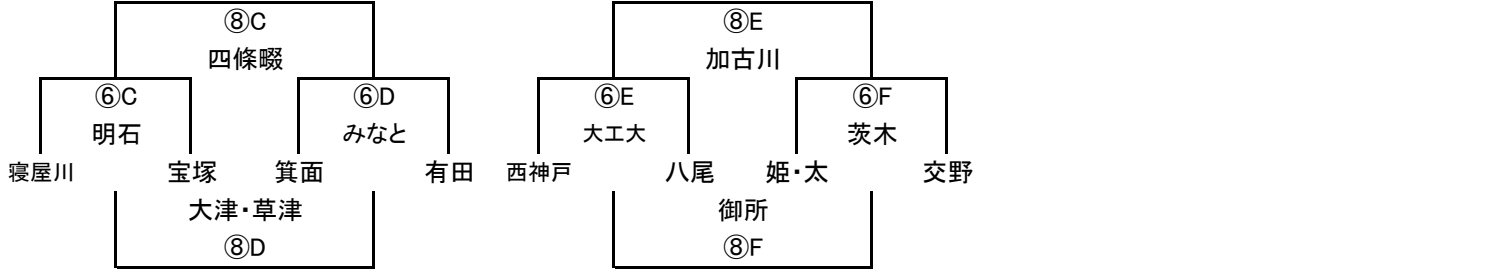 ⑧C ⑧E
四條畷 加古川
⑥C ⑥D ⑥E ⑥F
明石 みなと 大工大 茨木
寝屋川 宝塚 箕面 有田 西神戸 八尾 姫・太 交野
大津・草津 御所
⑧D ⑧F